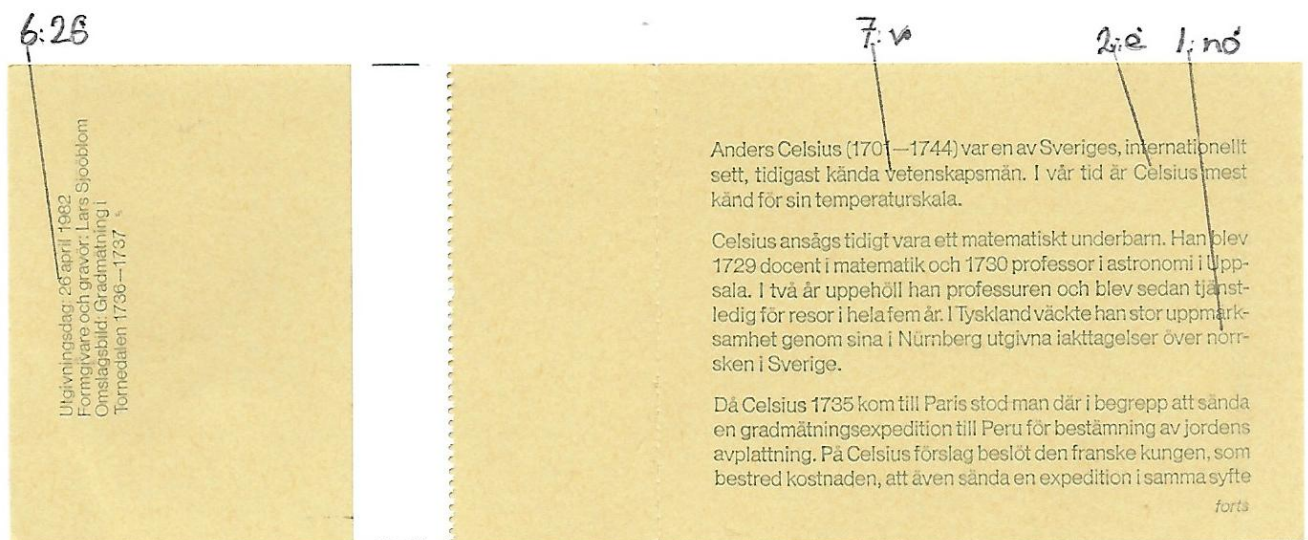 6:26
7: v
2: e
1: no
Utgivningsdag: 26 april 1982
Formgivare och gravör: Lars Sjööblom
Omslagsbild: Gradmätning i
Tornedalen 1736—1737
Anders Celsius (1701—1744) var en av Sveriges, internationellt
sett, tidigast kända vetenskapsmän. I vår tid är Celsius mest
känd för sin temperaturskala.
Celsius ansågs tidigt vara ett matematiskt underbarn. Han blev
1729 docent i matematik och 1730 professor i astronomi i Upp-
sala. I två år uppehöll han professuren och blev sedan tjänst-
ledig för resor i hela fem år. I Tyskland väckte han stor uppmärk-
samhet genom sina i Nürnberg utgivna iakttagelser över norr-
sken i Sverige.
Då Celsius 1735 kom till Paris stod man där i begrepp att sända
en gradmätningsexpedition till Peru för bestämning av jordens
avplattning. På Celsius förslag beslöt den franske kungen, som
bestred kostnaden, att även sända en expedition i samma syfte
forts